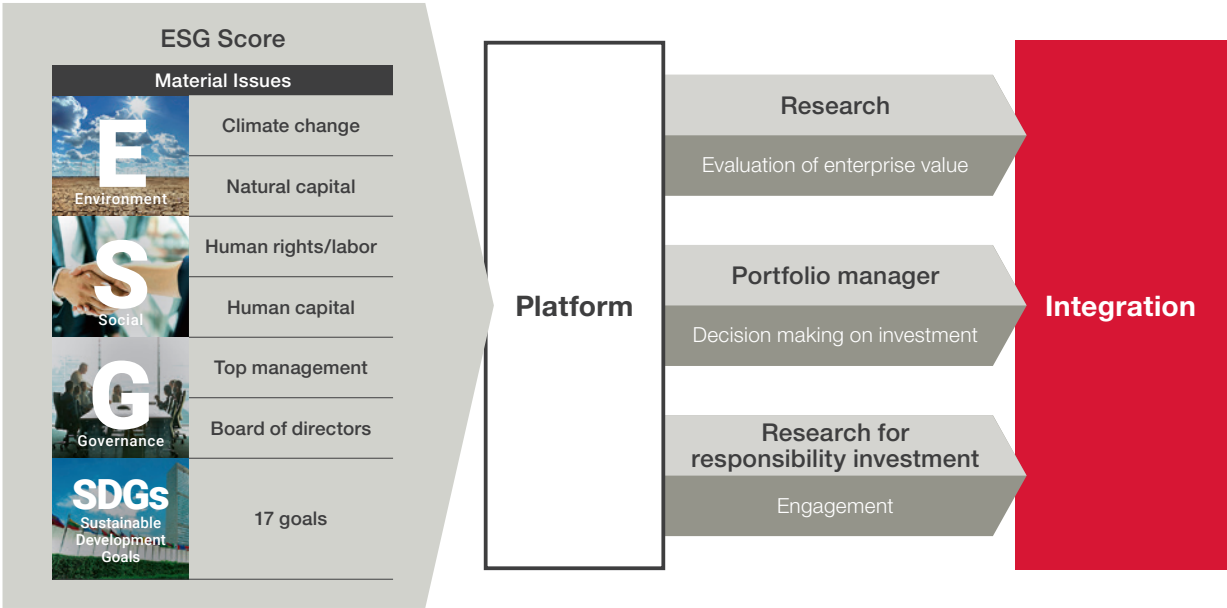 ESG Score
Material Issues
E
Environment
Climate change
Natural capital
S
Social
Human rights/labor
Human capital
G
Governance
Top management
Board of directors
SDGs
Sustainable
Development
Goals
17 goals
Platform
Research
Evaluation of enterprise value
Portfolio manager
Decision making on investment
Research for
responsibility investment
Engagement
Integration